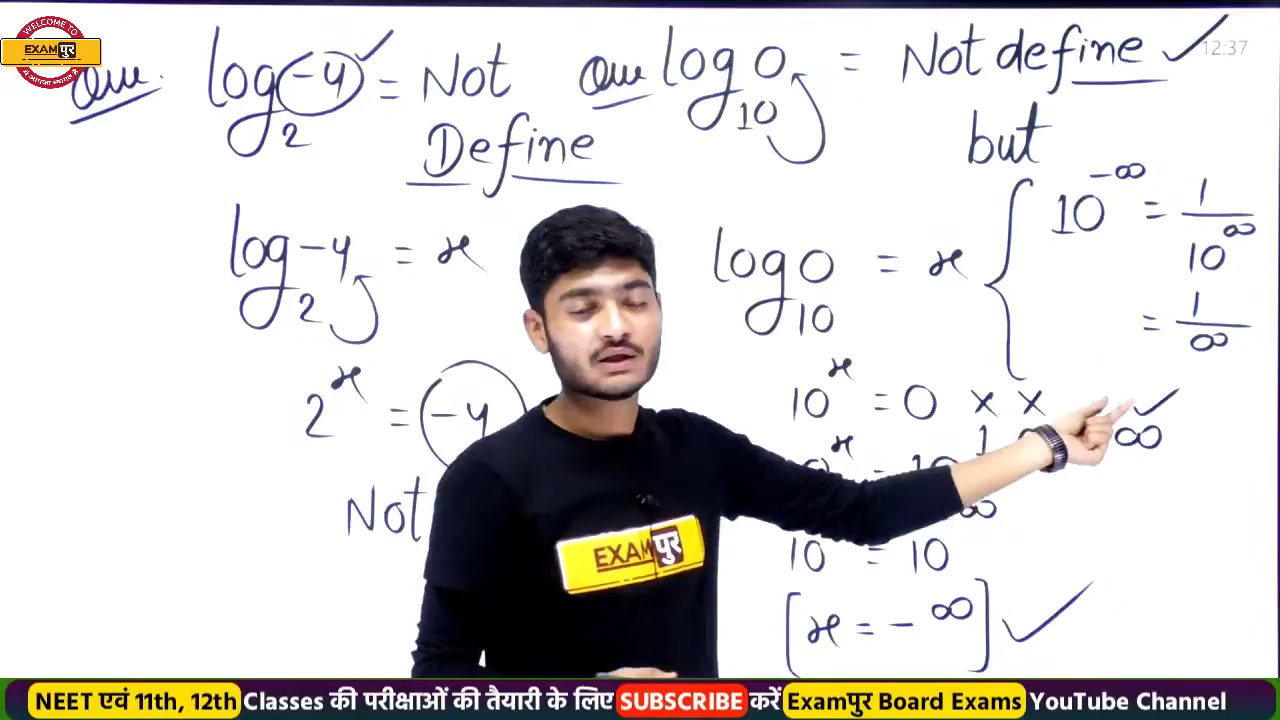 WELCOME TO
EXAMपुर
Que. log₂ -4 = Not Define
Que log₁₀ 0 = Not define ✓
12:37
but
log₂ -4 = x
log₁₀ 0 = x
10^-∞ = 1/10^∞
= 1/∞
2^x = -4
10^x = 0 × ×
Not
∞
10 = 10
[x = -∞] ✓
EXAMपुर
NEET एवं 11th, 12th Classes की परीक्षाओं की तैयारी के लिए SUBSCRIBE करें Examपुर Board Exams YouTube Channel